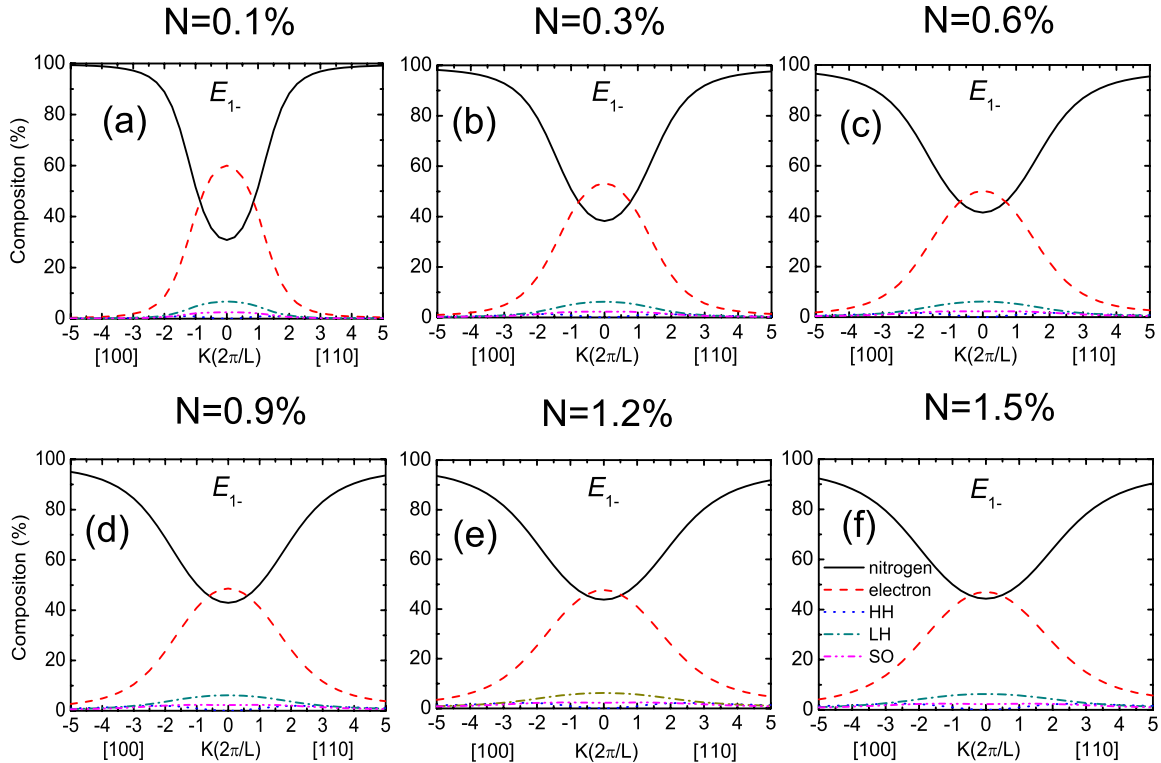 N=0.1%
N=0.3%
N=0.6%
100
80
60
40
20
0
Compositon (%)
(a)
E1-
-5 -4 -3 -2 -1 0 1 2 3 4 5
[100] K(2π/L) [110]
100
80
60
40
20
0
(b)
E1-
-5 -4 -3 -2 -1 0 1 2 3 4 5
[100] K(2π/L) [110]
100
80
60
40
20
0
(c)
E1-
-5 -4 -3 -2 -1 0 1 2 3 4 5
[100] K(2π/L) [110]
N=0.9%
N=1.2%
N=1.5%
100
80
60
40
20
0
Compositon (%)
(d)
E1-
-5 -4 -3 -2 -1 0 1 2 3 4 5
[100] K(2π/L) [110]
100
80
60
40
20
0
(e)
E1-
-5 -4 -3 -2 -1 0 1 2 3 4 5
[100] K(2π/L) [110]
100
80
60
40
20
0
(f)
E1-
nitrogen
electron
HH
LH
SO
-5 -4 -3 -2 -1 0 1 2 3 4 5
[100] K(2π/L) [110]